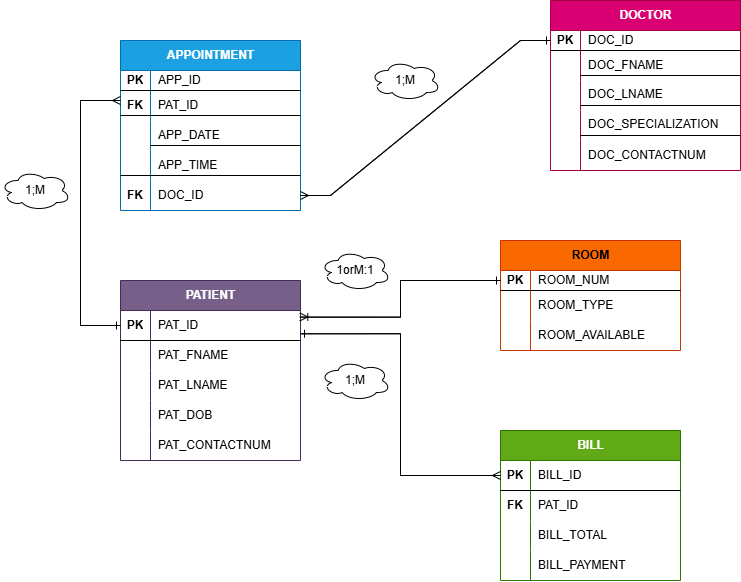 DOCTOR
PK DOC_ID
DOC_FNAME
DOC_LNAME
DOC_SPECIALIZATION
DOC_CONTACTNUM
APPOINTMENT
PK APP_ID
FK PAT_ID
APP_DATE
APP_TIME
FK DOC_ID
1;M
1;M
1orM:1
ROOM
PK ROOM_NUM
ROOM_TYPE
ROOM_AVAILABLE
PATIENT
PK PAT_ID
PAT_FNAME
PAT_LNAME
PAT_DOB
PAT_CONTACTNUM
1;M
BILL
PK BILL_ID
FK PAT_ID
BILL_TOTAL
BILL_PAYMENT